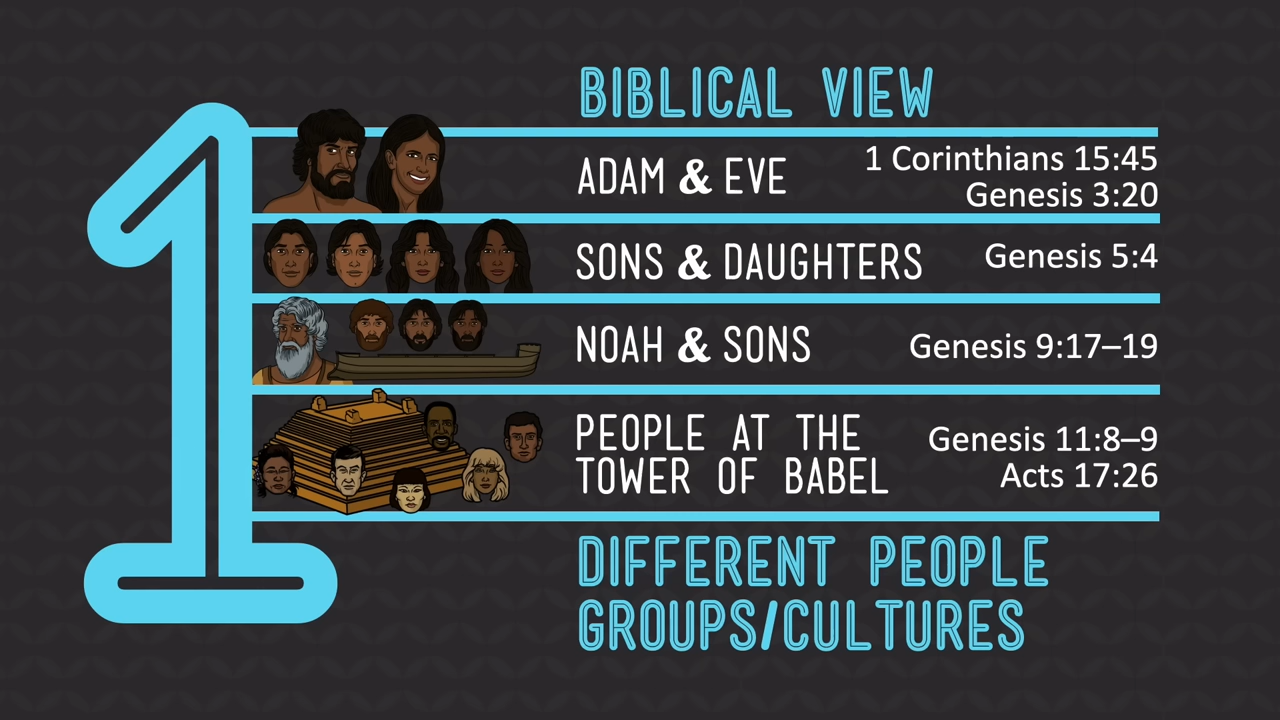 1
BIBLICAL VIEW
ADAM & EVE
1 Corinthians 15:45
Genesis 3:20
SONS & DAUGHTERS
Genesis 5:4
NOAH & SONS
Genesis 9:17–19
PEOPLE AT THE
TOWER OF BABEL
Genesis 11:8–9
Acts 17:26
DIFFERENT PEOPLE
GROUPS/CULTURES